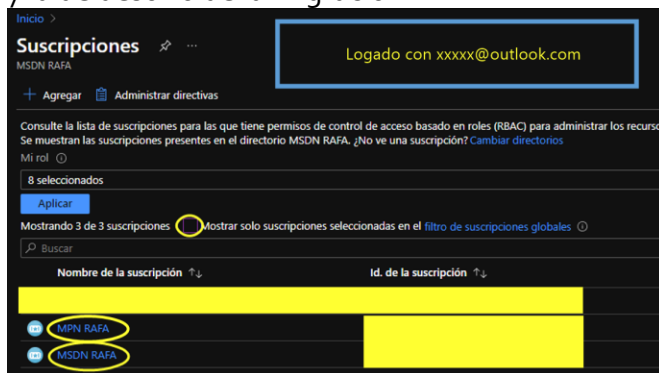 Inicio >
Suscripciones ...
MSDN RAFA
Logado con xxxxx@outlook.com
+ Agregar Administrar directivas
Consulte la lista de suscripciones para las que tiene permisos de control de acceso basado en roles (RBAC) para administrar los recurso
Se muestran las suscripciones presentes en el directorio MSDN RAFA. ¿No ve una suscripción? Cambiar directorios
Mi rol
8 seleccionados
Aplicar
Mostrando 3 de 3 suscripciones Mostrar solo suscripciones seleccionadas en el filtro de suscripciones globales
Buscar
Nombre de la suscripción ↑↓ Id. de la suscripción ↑↓
MPN RAFA
MSDN RAFA